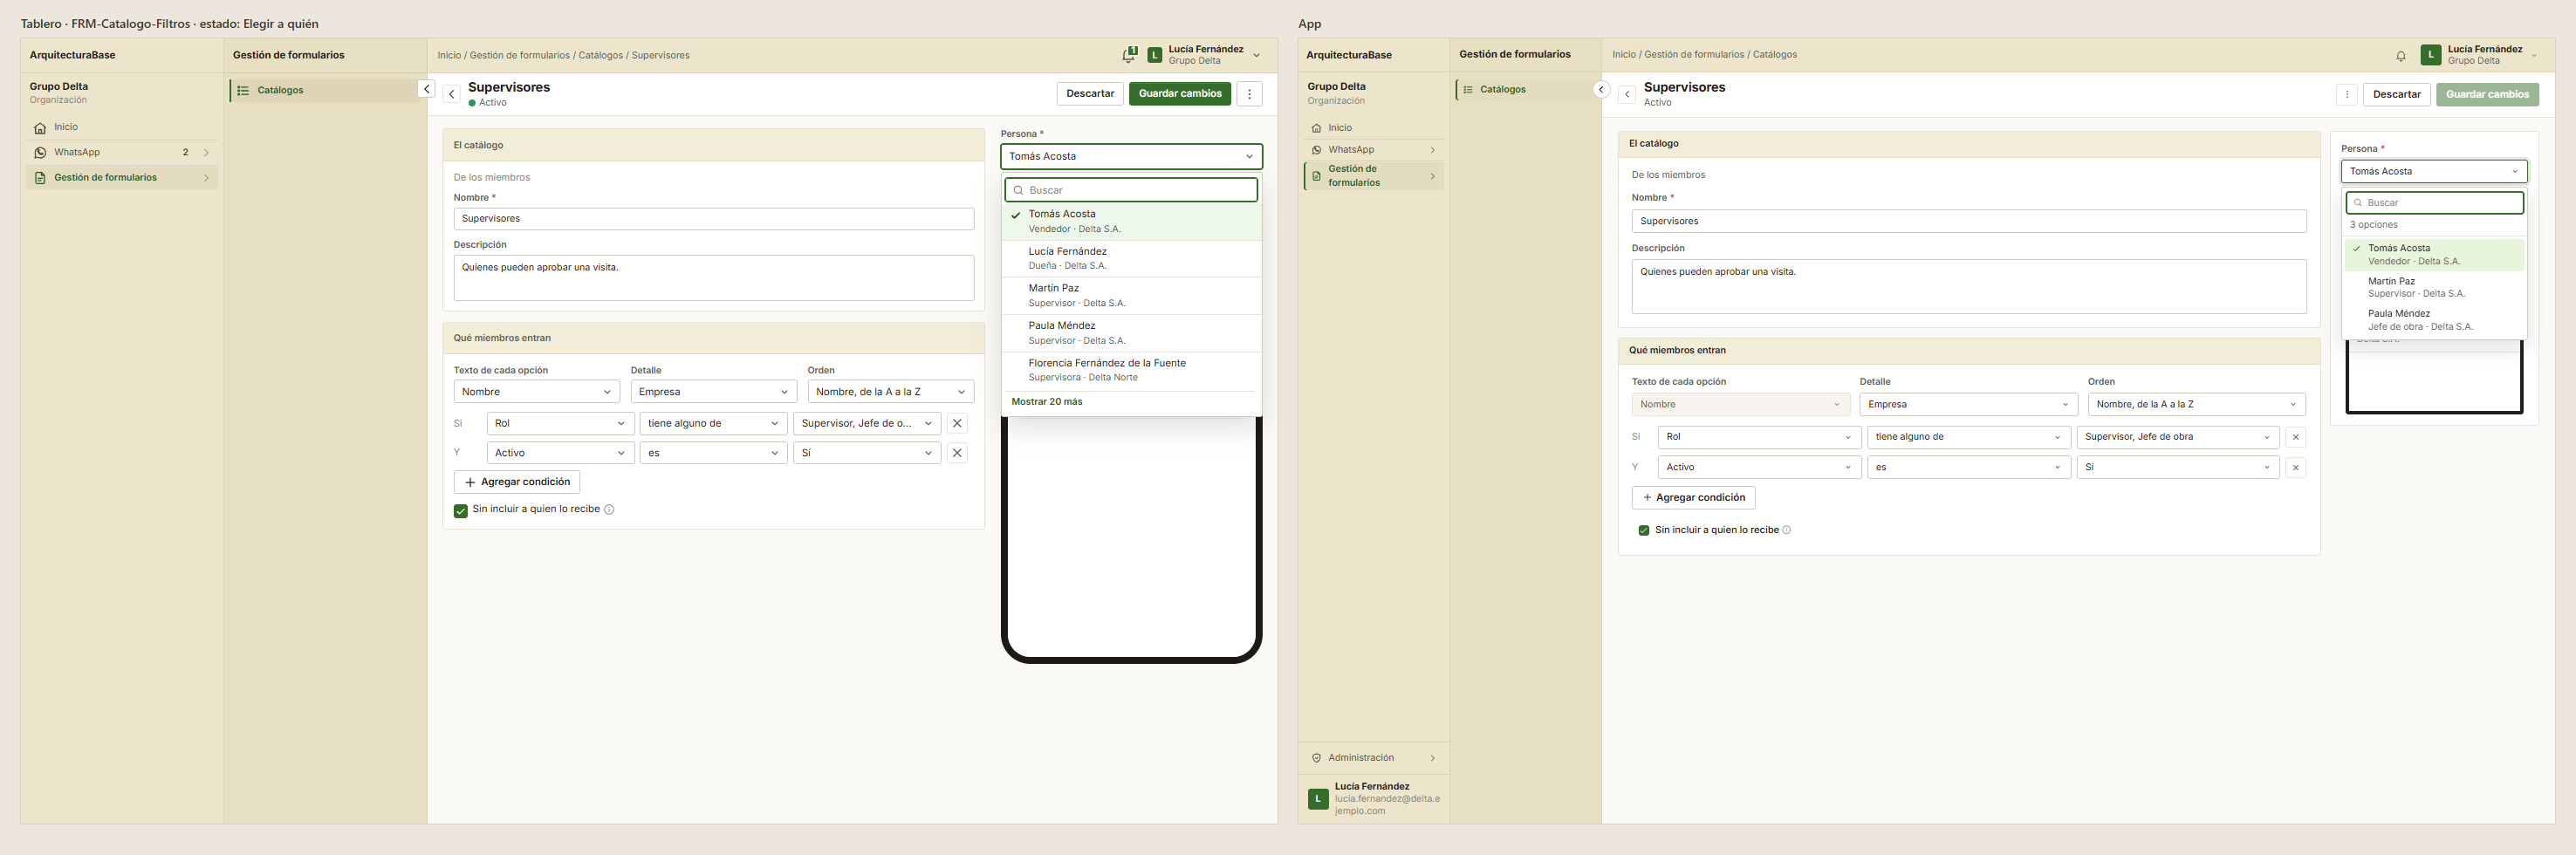 Tablero · FRM-Catalogo-Filtros · estado: Elegir a quién
ArquitecturaBase
Gestión de formularios
Inicio / Gestión de formularios / Catálogos / Supervisores
1
L
Lucía Fernández
Grupo Delta
Grupo Delta
Organización
Inicio
WhatsApp
2
Gestión de formularios
Catálogos
Supervisores
Activo
Descartar
Guardar cambios
El catálogo
De los miembros
Nombre *
Supervisores
Descripción
Quienes pueden aprobar una visita.
Qué miembros entran
Texto de cada opción
Detalle
Orden
Nombre
Empresa
Nombre, de la A a la Z
Si
Rol
tiene alguno de
Supervisor, Jefe de o...
Y
Activo
es
Sí
Agregar condición
Sin incluir a quien lo recibe
Persona *
Tomás Acosta
Buscar
Tomás Acosta
Vendedor · Delta S.A.
Lucía Fernández
Dueña · Delta S.A.
Martín Paz
Supervisor · Delta S.A.
Paula Méndez
Supervisor · Delta S.A.
Florencia Fernández de la Fuente
Supervisora · Delta Norte
Mostrar 20 más
App
ArquitecturaBase
Gestión de formularios
Inicio / Gestión de formularios / Catálogos
L
Lucía Fernández
Grupo Delta
Grupo Delta
Organización
Inicio
WhatsApp
Gestión de
formularios
Catálogos
Supervisores
Activo
Descartar
Guardar cambios
El catálogo
De los miembros
Nombre *
Supervisores
Descripción
Quienes pueden aprobar una visita.
Qué miembros entran
Texto de cada opción
Detalle
Orden
Nombre
Empresa
Nombre, de la A a la Z
Si
Rol
tiene alguno de
Supervisor, Jefe de obra
Y
Activo
es
Sí
Agregar condición
Sin incluir a quien lo recibe
Persona *
Tomás Acosta
Buscar
3 opciones
Tomás Acosta
Vendedor · Delta S.A.
Martín Paz
Supervisor · Delta S.A.
Paula Méndez
Jefe de obra · Delta S.A.
Administración
L
Lucía Fernández
lucia.fernandez@delta.e
jemplo.com